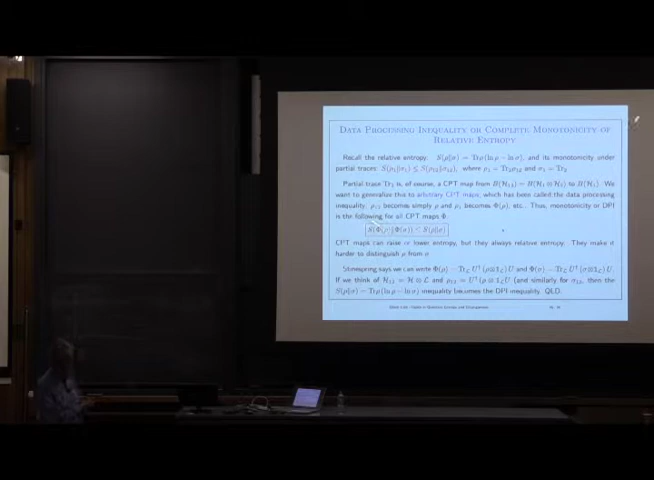 Data Processing Inequality or Complete Monotonicity of
Relative Entropy
Recall the relative entropy: S(ρ||σ) = Trρ(ln ρ − ln σ), and its monotonicity under
partial traces: S(ρ₁||σ₁) ≤ S(ρ₁₂||σ₁₂), where ρ₁ = Tr₂ρ₁₂ and σ₁ = Tr₂
Partial trace Tr₂ is, of course, a CPT map from B(H₁₂) = B(H₁ ⊗ H₂) to B(H₁). We
want to generalize this to arbitrary CPT maps, which has been called the data processing
inequality: ρ₁₂ becomes simply ρ and ρ₁ becomes Φ(ρ), etc.. Thus, monotonicity or DPI
is the following for all CPT maps Φ.
S(Φ(ρ)||Φ(σ)) ≤ S(ρ||σ)
CPT maps can raise or lower entropy, but they always relative entropy. They make it
harder to distinguish ρ from σ
Stinespring says we can write Φ(ρ) = Tr U† (ρ⊗1)U and Φ(σ) = Tr U† (σ⊗1) U.
If we think of H₁₂ = H ⊗ L and ρ₁₂ = U† (ρ ⊗ 1)U (and similarly for σ₁₂, then the
S(ρ||σ) = Trρ(ln ρ − ln σ) inequality becomes the DPI inequality. QED.